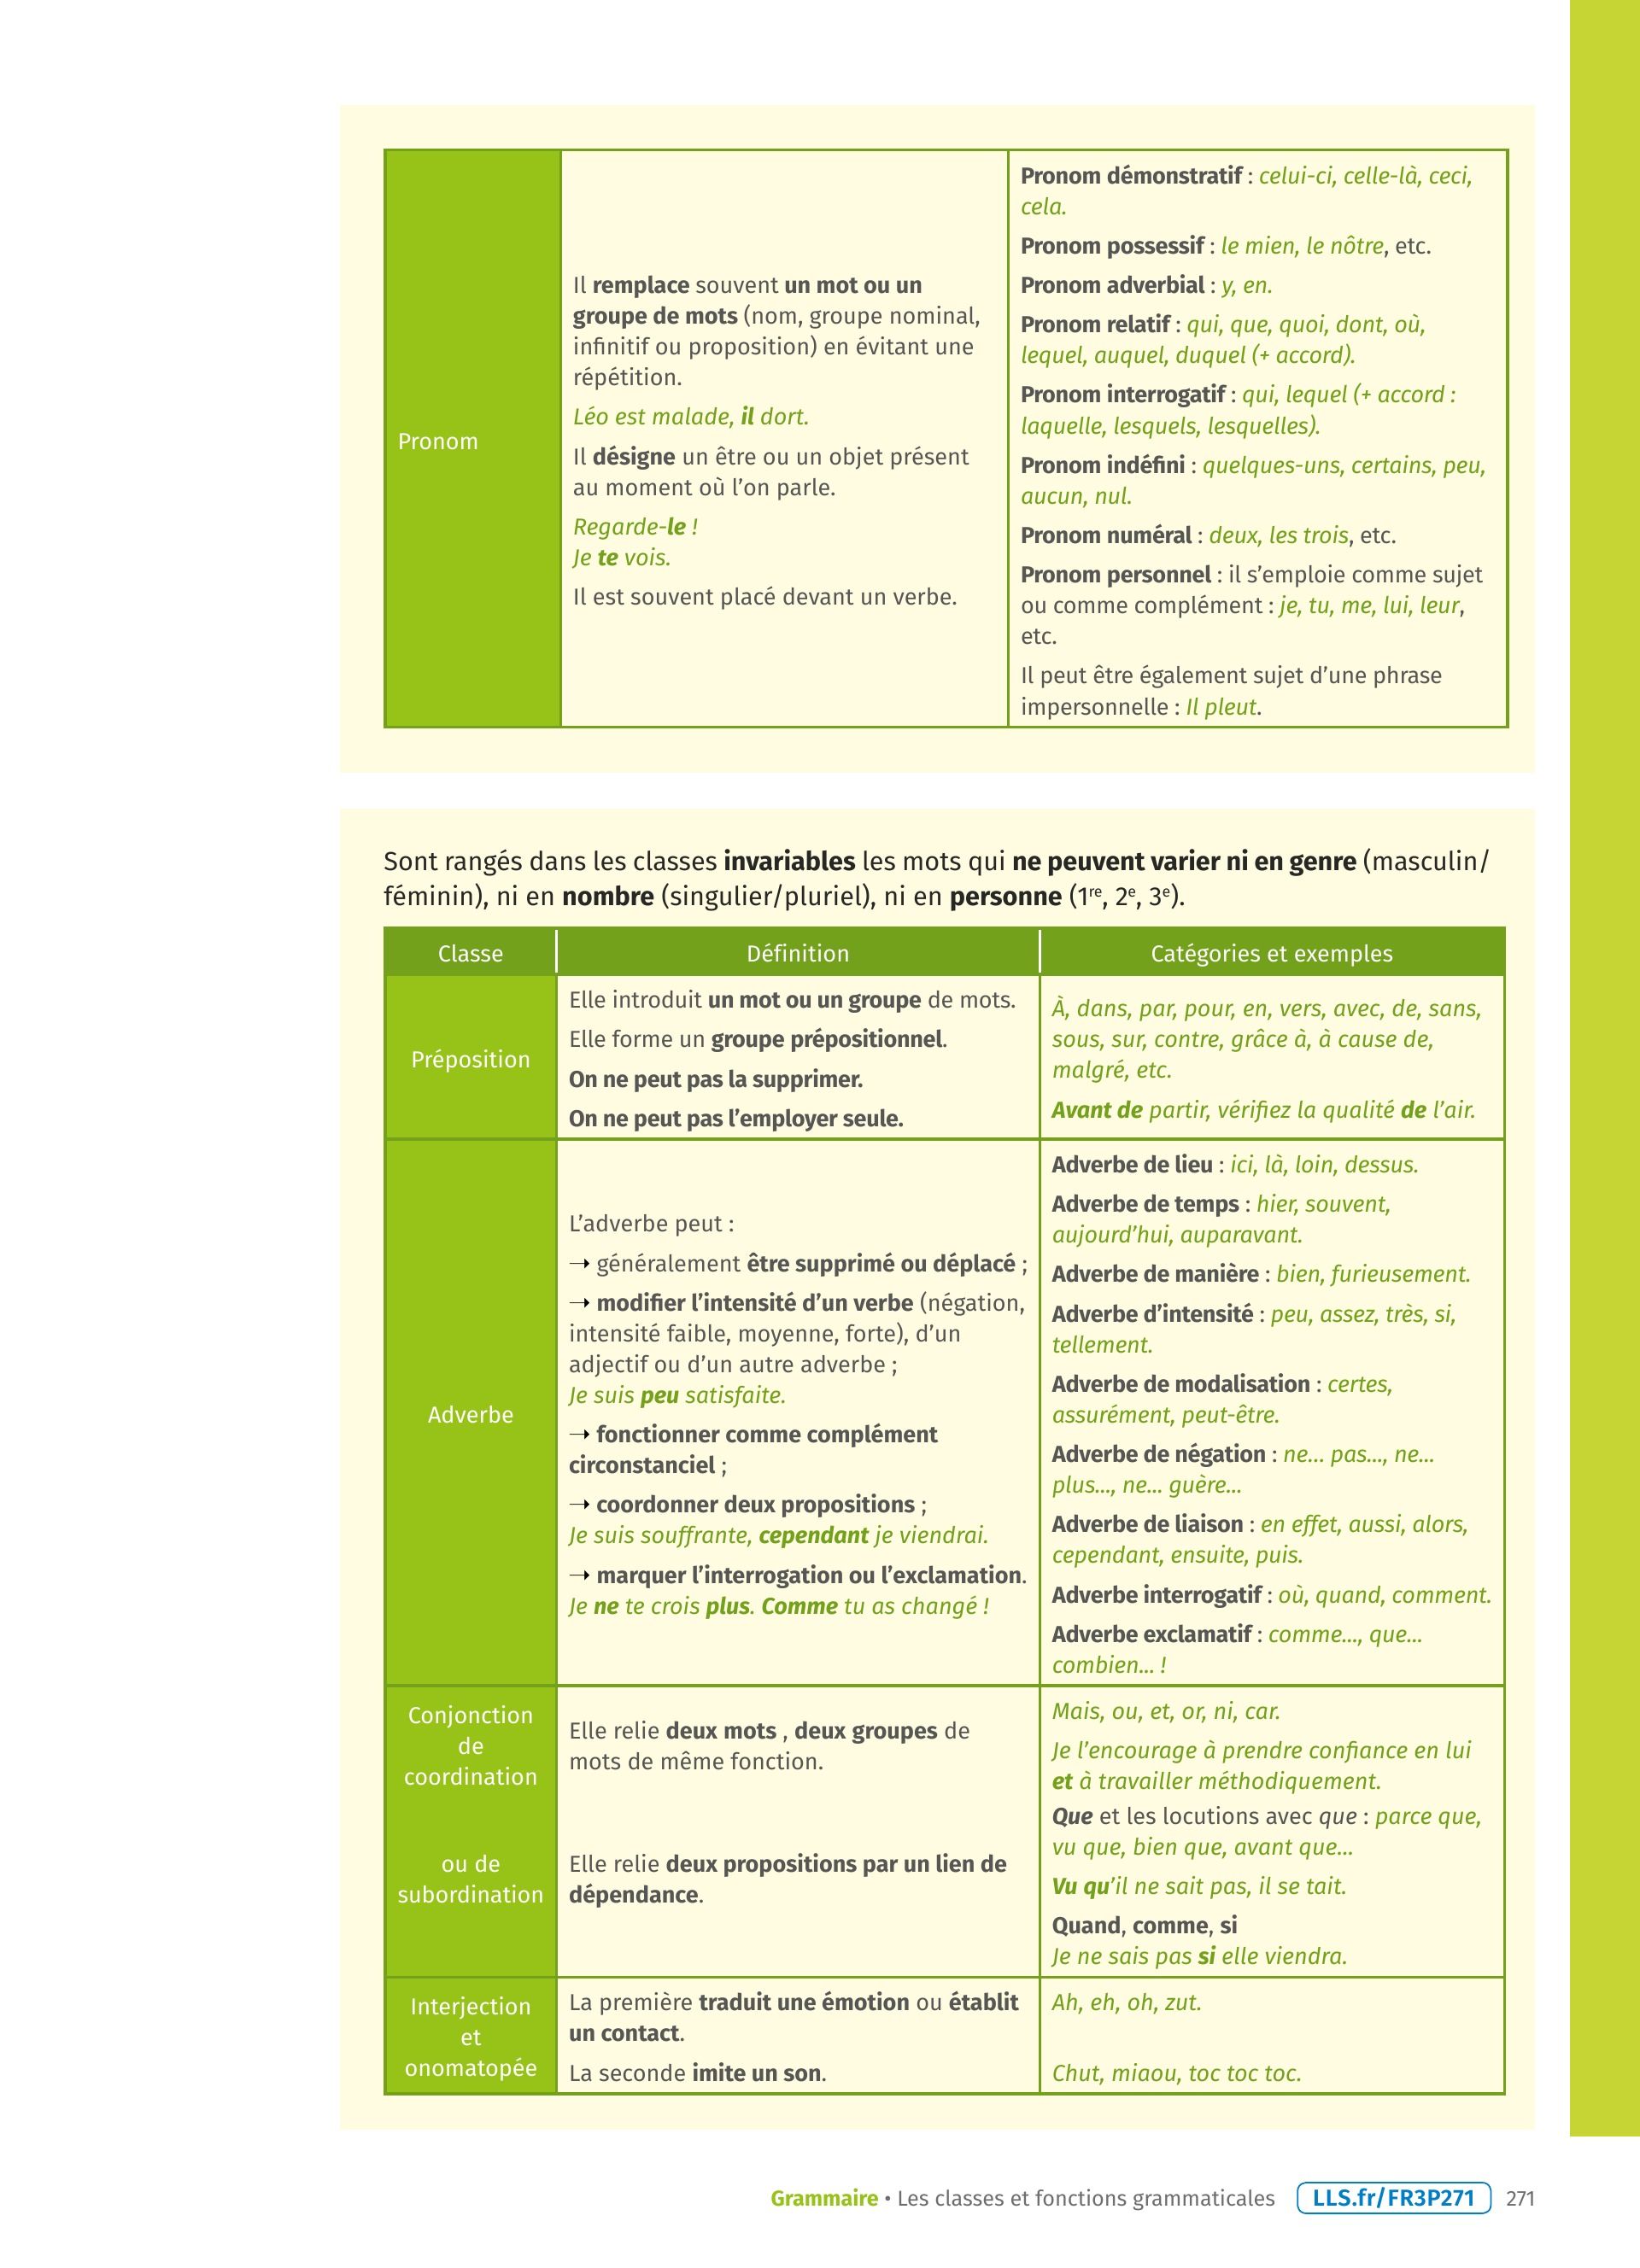 Pronom
Il remplace souvent un mot ou un
groupe de mots (nom, groupe nominal,
infinitif ou proposition) en évitant une
répétition.
Léo est malade, il dort.
Il désigne un être ou un objet présent
au moment où l’on parle.
Regarde-le !
Je te vois.
Il est souvent placé devant un verbe.
Pronom démonstratif : celui-ci, celle-là, ceci,
cela.
Pronom possessif : le mien, le nôtre, etc.
Pronom adverbial : y, en.
Pronom relatif : qui, que, quoi, dont, où,
lequel, auquel, duquel (+ accord).
Pronom interrogatif : qui, lequel (+ accord :
laquelle, lesquels, lesquelles).
Pronom indéfini : quelques-uns, certains, peu,
aucun, nul.
Pronom numéral : deux, les trois, etc.
Pronom personnel : il s’emploie comme sujet
ou comme complément : je, tu, me, lui, leur,
etc.
Il peut être également sujet d’une phrase
impersonnelle : Il pleut.
Sont rangés dans les classes invariables les mots qui ne peuvent varier ni en genre (masculin/
féminin), ni en nombre (singulier/pluriel), ni en personne (1re, 2e, 3e).
Classe
Définition
Catégories et exemples
Préposition
Elle introduit un mot ou un groupe de mots.
Elle forme un groupe prépositionnel.
On ne peut pas la supprimer.
On ne peut pas l’employer seule.
À, dans, par, pour, en, vers, avec, de, sans,
sous, sur, contre, grâce à, à cause de,
malgré, etc.
Avant de partir, vérifiez la qualité de l’air.
Adverbe
L’adverbe peut :
→ généralement être supprimé ou déplacé ;
→ modifier l’intensité d’un verbe (négation,
intensité faible, moyenne, forte), d’un
adjectif ou d’un autre adverbe ;
Je suis peu satisfaite.
→ fonctionner comme complément
circonstanciel ;
→ coordonner deux propositions ;
Je suis souffrante, cependant je viendrai.
→ marquer l’interrogation ou l’exclamation.
Je ne te crois plus. Comme tu as changé !
Adverbe de lieu : ici, là, loin, dessus.
Adverbe de temps : hier, souvent,
aujourd’hui, auparavant.
Adverbe de manière : bien, furieusement.
Adverbe d’intensité : peu, assez, très, si,
tellement.
Adverbe de modalisation : certes,
assurément, peut-être.
Adverbe de négation : ne… pas…, ne…
plus…, ne… guère…
Adverbe de liaison : en effet, aussi, alors,
cependant, ensuite, puis.
Adverbe interrogatif : où, quand, comment.
Adverbe exclamatif : comme…, que…
combien… !
Conjonction
de
coordination
Elle relie deux mots , deux groupes de
mots de même fonction.
Mais, ou, et, or, ni, car.
Je l’encourage à prendre confiance en lui
et à travailler méthodiquement.
ou de
subordination
Elle relie deux propositions par un lien de
dépendance.
Que et les locutions avec que : parce que,
vu que, bien que, avant que…
Vu qu’il ne sait pas, il se tait.
Quand, comme, si
Je ne sais pas si elle viendra.
Interjection
et
onomatopée
La première traduit une émotion ou établit
un contact.
La seconde imite un son.
Ah, eh, oh, zut.
Chut, miaou, toc toc toc.
Grammaire • Les classes et fonctions grammaticales LLS.fr/FR3P271 271